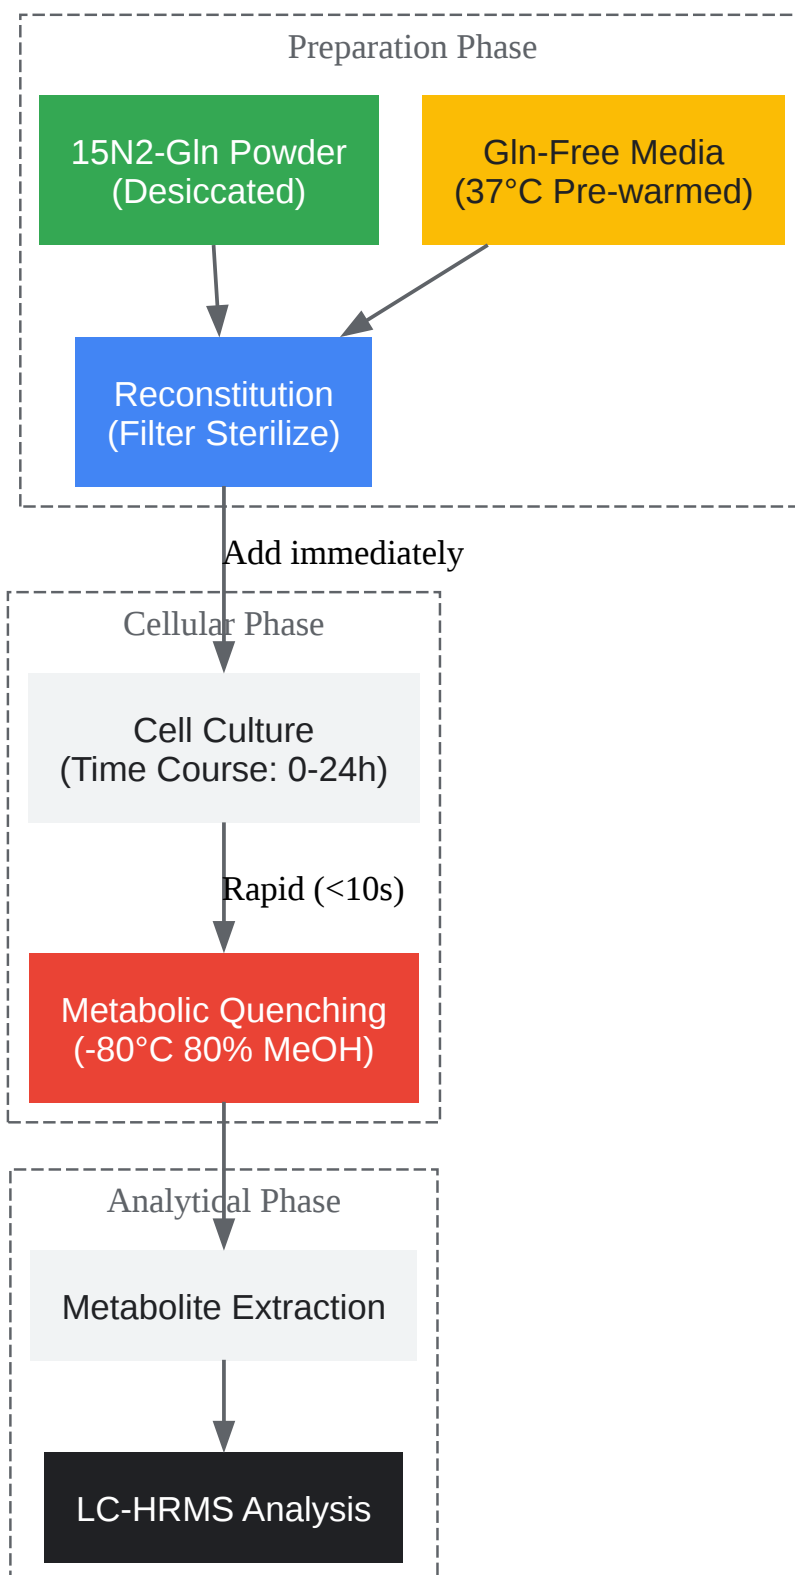 Preparation Phase
15N2-Gln Powder
(Desiccated)
Gln-Free Media
(37°C Pre-warmed)
Reconstitution
(Filter Sterilize)
Add immediately
Cellular Phase
Cell Culture
(Time Course: 0-24h)
Rapid (<10s)
Metabolic Quenching
(-80°C 80% MeOH)
Analytical Phase
Metabolite Extraction
LC-HRMS Analysis